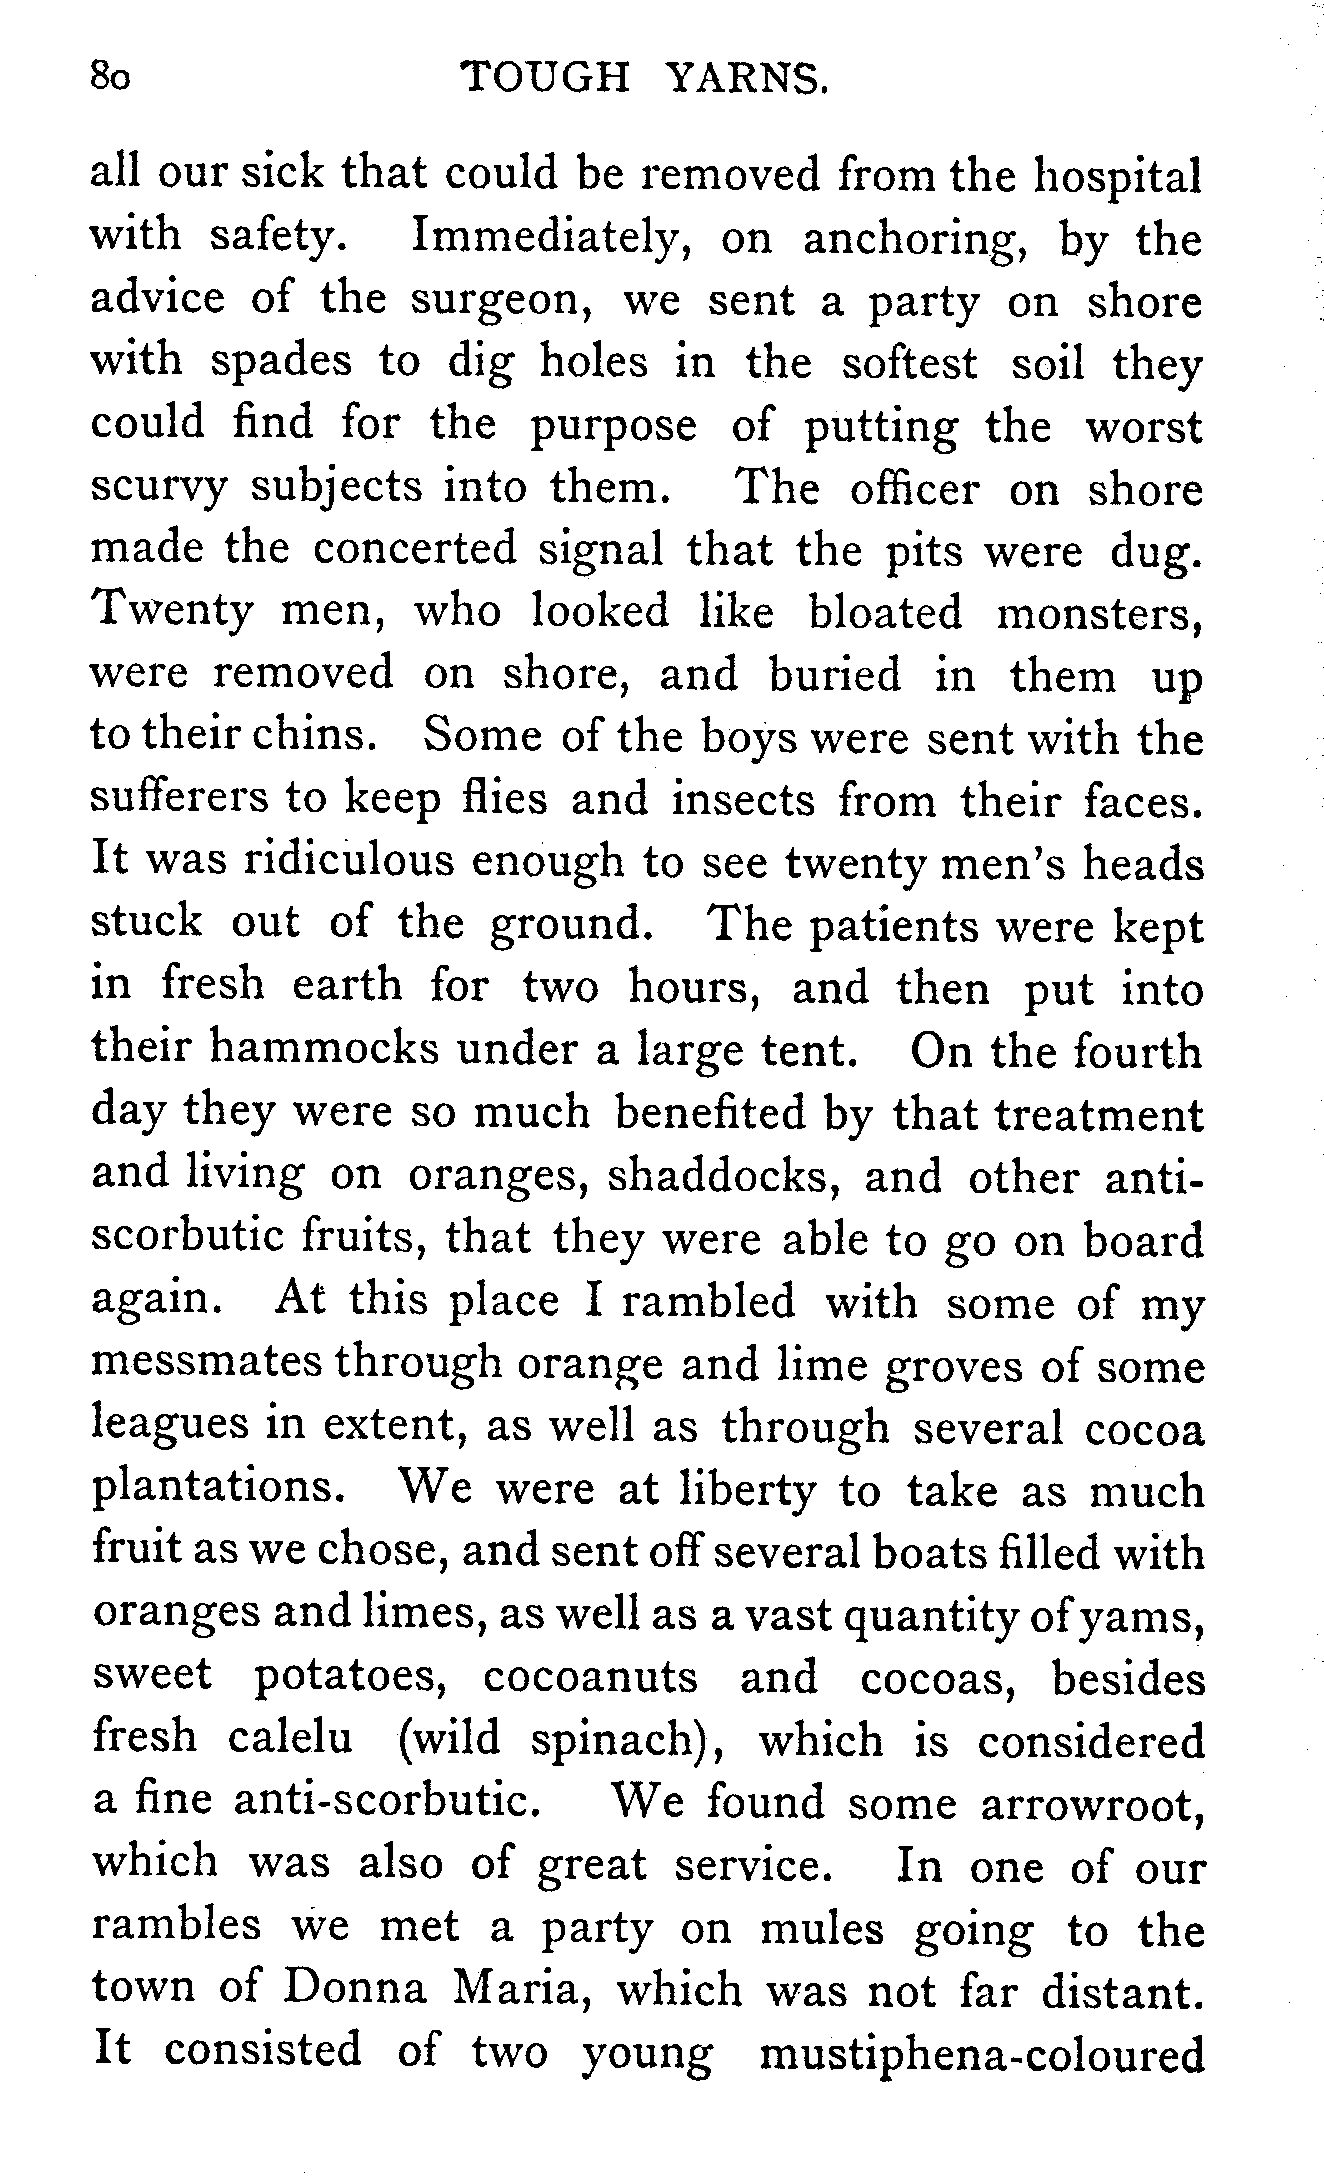 80 TOUGH YARNS.
all our sick that could be removed from the hospital
with safety. Immediately, on anchoring, by the
advice of the surgeon, we sent a party on shore
with spades to dig holes in the softest soil they
could find for the purpose of putting the worst
scurvy subjects into them. The officer on shore
made the concerted signal that the pits were dug.
Twenty men, who looked like bloated monsters,
were removed on shore, and buried in them up
to their chins. Some of the boys were sent with the
sufferers to keep flies and insects from their faces.
It was ridiculous enough to see twenty men's heads
stuck out of the ground. The patients were kept
in fresh earth for two hours, and then put into
their hammocks under a large tent. On the fourth
day they were so much benefited by that treatment
and living on oranges, shaddocks, and other anti-
scorbutic fruits, that they were able to go on board
again. At this place I rambled with some of my
messmates through orange and lime groves of some
leagues in extent, as well as through several cocoa
plantations. We were at liberty to take as much
fruit as we chose, and sent off several boats filled with
oranges and limes, as well as a vast quantity of yams,
sweet potatoes, cocoanuts and cocoas, besides
fresh calelu (wild spinach), which is considered
a fine anti-scorbutic. We found some arrowroot,
which was also of great service. In one of our
rambles we met a party on mules going to the
town of Donna Maria, which was not far distant.
It consisted of two young mustiphena-coloured